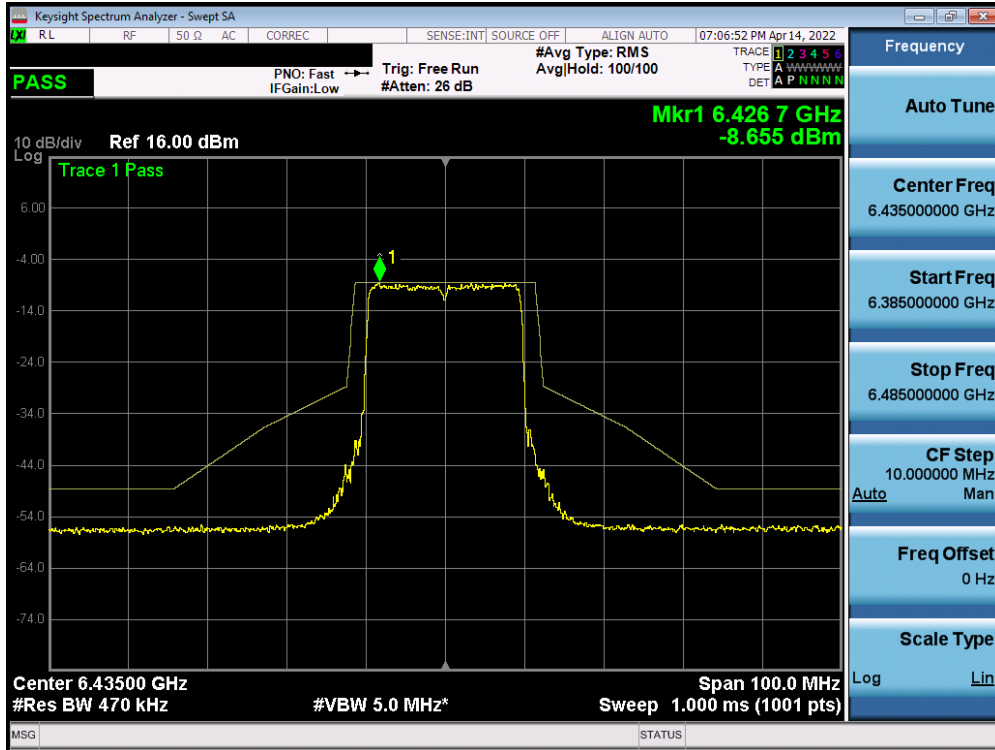 Keysight Spectrum Analyzer - Swept SA
LXI RL RF 50 Ω AC CORREC SENSE:INT SOURCE OFF ALIGN AUTO 07:06:52 PM Apr 14, 2022
#Avg Type: RMS TRACE 1 2 3 4 5 6
PNO: Fast Trig: Free Run Avg|Hold: 100/100 TYPE A WWWWW
PASS IFGain:Low #Atten: 26 dB DET A P N N N N
Mkr1 6.426 7 GHz
-8.655 dBm
10 dB/div Ref 16.00 dBm
Log
Trace 1 Pass
6.00
-4.00
1
-14.0
-24.0
-34.0
-44.0
-54.0
-64.0
-74.0
Center 6.43500 GHz Span 100.0 MHz
#Res BW 470 kHz #VBW 5.0 MHz* Sweep 1.000 ms (1001 pts)
MSG STATUS
Frequency
Auto Tune
Center Freq
6.435000000 GHz
Start Freq
6.385000000 GHz
Stop Freq
6.485000000 GHz
CF Step
10.000000 MHz
Auto Man
Freq Offset
0 Hz
Scale Type
Log Lin